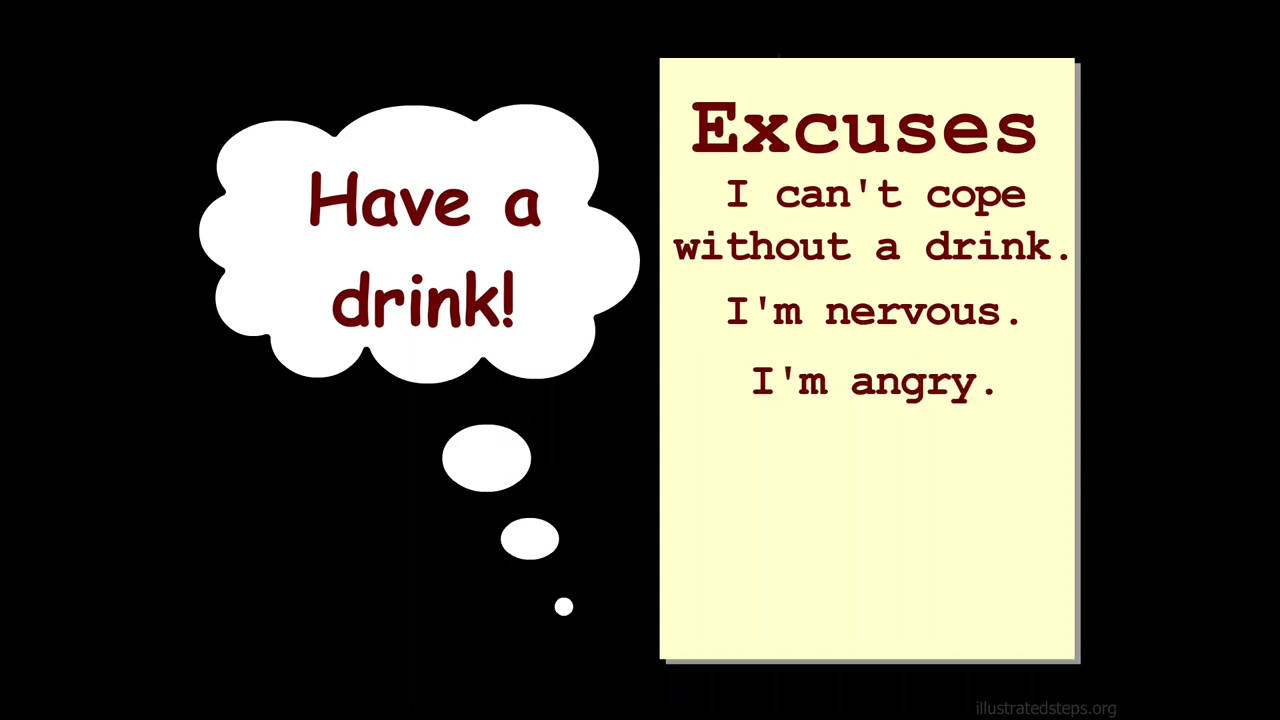 Have a
drink!
Excuses
I can't cope
without a drink.
I'm nervous.
I'm angry.
illustratedsteps.org